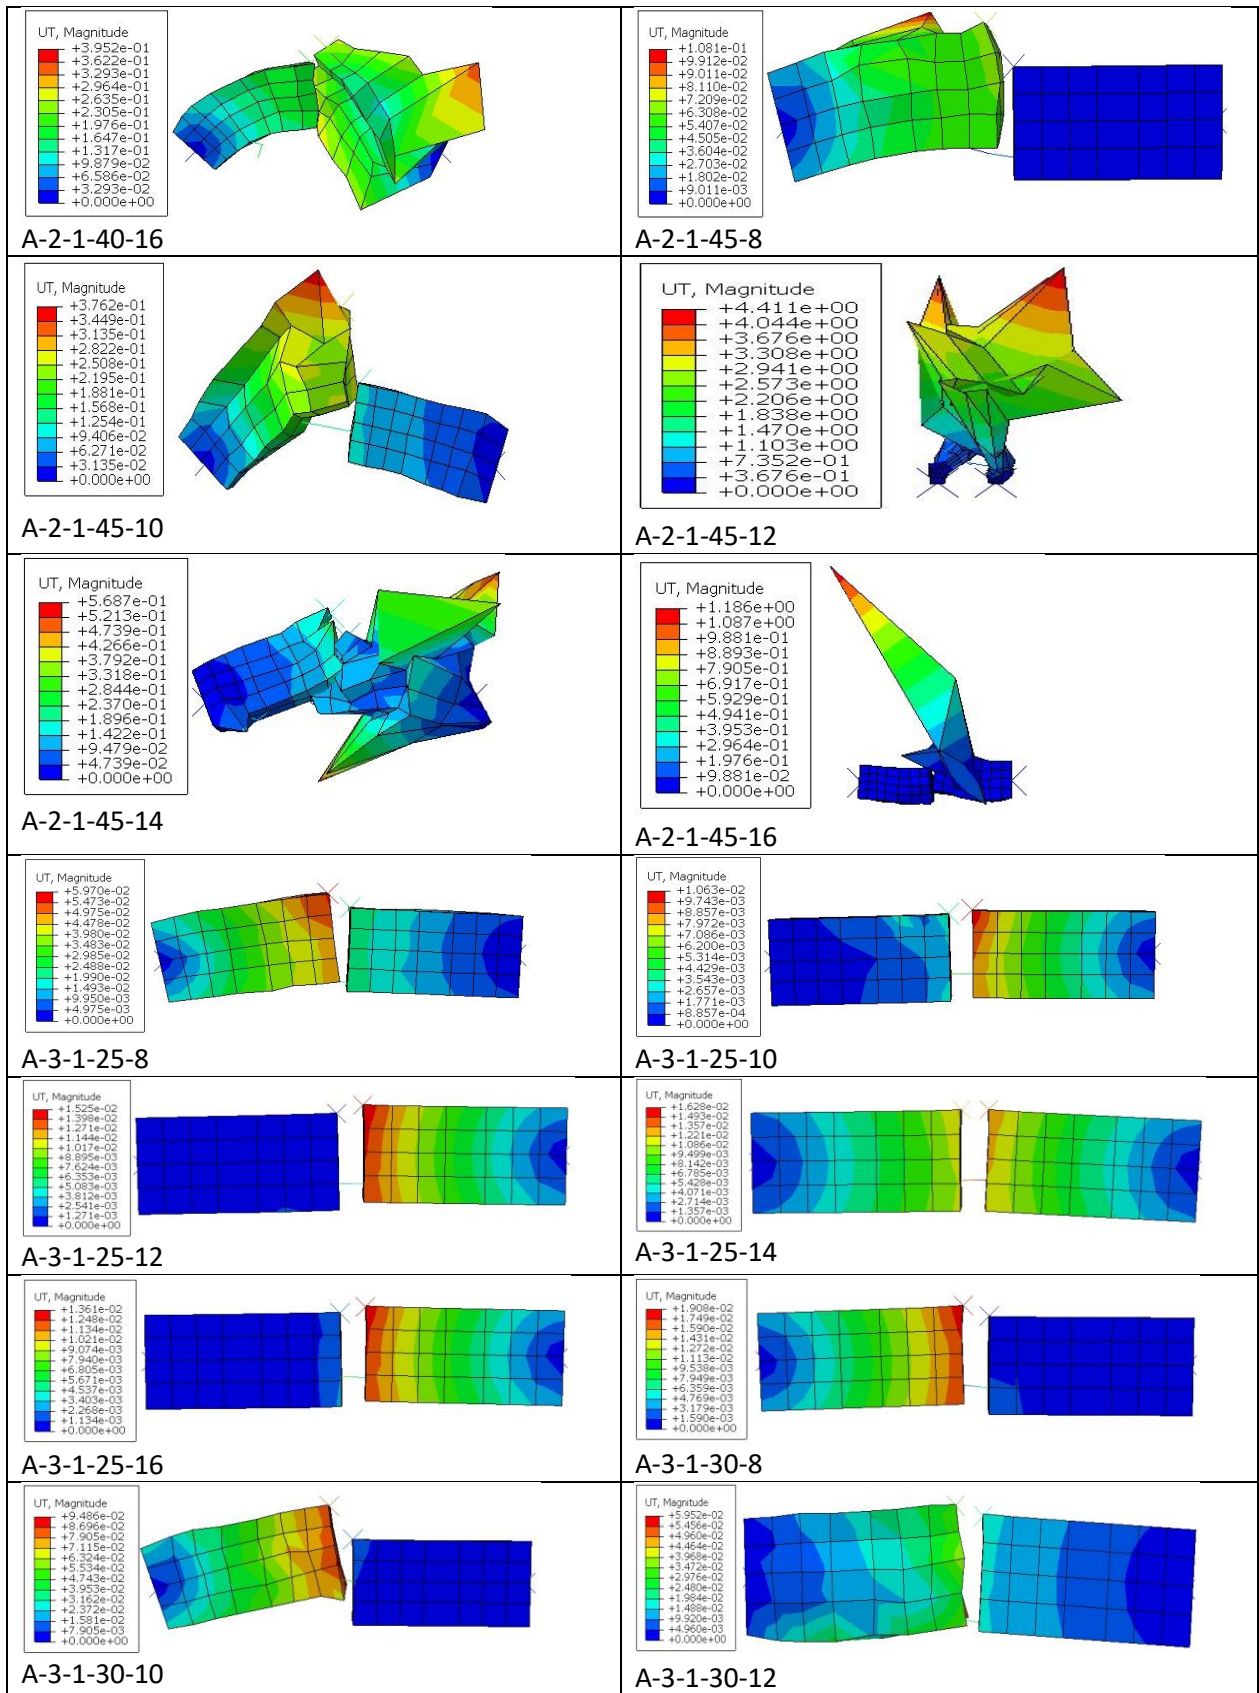 UT, Magnitude
+3.952e-01
+3.622e-01
+3.293e-01
+2.964e-01
+2.635e-01
+2.305e-01
+1.976e-01
+1.647e-01
+1.317e-01
+9.879e-02
+6.586e-02
+3.293e-02
+0.000e+00
A-2-1-40-16
UT, Magnitude
+1.081e-01
+9.912e-02
+9.011e-02
+8.110e-02
+7.209e-02
+6.308e-02
+5.407e-02
+4.505e-02
+3.604e-02
+2.703e-02
+1.802e-02
+9.011e-03
+0.000e+00
A-2-1-45-8
UT, Magnitude
+3.762e-01
+3.449e-01
+3.135e-01
+2.822e-01
+2.508e-01
+2.195e-01
+1.881e-01
+1.568e-01
+1.254e-01
+9.406e-02
+6.271e-02
+3.135e-02
+0.000e+00
A-2-1-45-10
UT, Magnitude
+4.411e+00
+4.044e+00
+3.676e+00
+3.308e+00
+2.941e+00
+2.573e+00
+2.206e+00
+1.838e+00
+1.470e+00
+1.103e+00
+7.352e-01
+3.676e-01
+0.000e+00
A-2-1-45-12
UT, Magnitude
+5.687e-01
+5.213e-01
+4.739e-01
+4.266e-01
+3.792e-01
+3.318e-01
+2.844e-01
+2.370e-01
+1.896e-01
+1.422e-01
+9.479e-02
+4.739e-02
+0.000e+00
A-2-1-45-14
UT, Magnitude
+1.186e+00
+1.087e+00
+9.881e-01
+8.893e-01
+7.905e-01
+6.917e-01
+5.929e-01
+4.941e-01
+3.953e-01
+2.964e-01
+1.976e-01
+9.881e-02
+0.000e+00
A-2-1-45-16
UT, Magnitude
+5.970e-02
+5.473e-02
+4.975e-02
+4.478e-02
+3.980e-02
+3.483e-02
+2.985e-02
+2.488e-02
+1.990e-02
+1.493e-02
+9.950e-03
+4.975e-03
+0.000e+00
A-3-1-25-8
UT, Magnitude
+1.063e-02
+9.743e-03
+8.857e-03
+7.972e-03
+7.086e-03
+6.200e-03
+5.314e-03
+4.429e-03
+3.543e-03
+2.657e-03
+1.771e-03
+8.857e-04
+0.000e+00
A-3-1-25-10
UT, Magnitude
+1.525e-02
+1.398e-02
+1.271e-02
+1.144e-02
+1.017e-02
+8.895e-03
+7.624e-03
+6.353e-03
+5.083e-03
+3.812e-03
+2.541e-03
+1.271e-03
+0.000e+00
A-3-1-25-12
UT, Magnitude
+1.628e-02
+1.493e-02
+1.357e-02
+1.221e-02
+1.086e-02
+9.499e-03
+8.142e-03
+6.785e-03
+5.428e-03
+4.071e-03
+2.714e-03
+1.357e-03
+0.000e+00
A-3-1-25-14
UT, Magnitude
+1.361e-02
+1.248e-02
+1.134e-02
+1.021e-02
+9.074e-03
+7.940e-03
+6.805e-03
+5.671e-03
+4.537e-03
+3.403e-03
+2.268e-03
+1.134e-03
+0.000e+00
A-3-1-25-16
UT, Magnitude
+1.908e-02
+1.749e-02
+1.590e-02
+1.431e-02
+1.272e-02
+1.113e-02
+9.538e-03
+7.949e-03
+6.359e-03
+4.769e-03
+3.179e-03
+1.590e-03
+0.000e+00
A-3-1-30-8
UT, Magnitude
+9.486e-02
+8.696e-02
+7.905e-02
+7.115e-02
+6.324e-02
+5.534e-02
+4.743e-02
+3.953e-02
+3.162e-02
+2.372e-02
+1.581e-02
+7.905e-03
+0.000e+00
A-3-1-30-10
UT, Magnitude
+5.952e-02
+5.456e-02
+4.960e-02
+4.464e-02
+3.968e-02
+3.472e-02
+2.976e-02
+2.480e-02
+1.984e-02
+1.488e-02
+9.920e-03
+4.960e-03
+0.000e+00
A-3-1-30-12